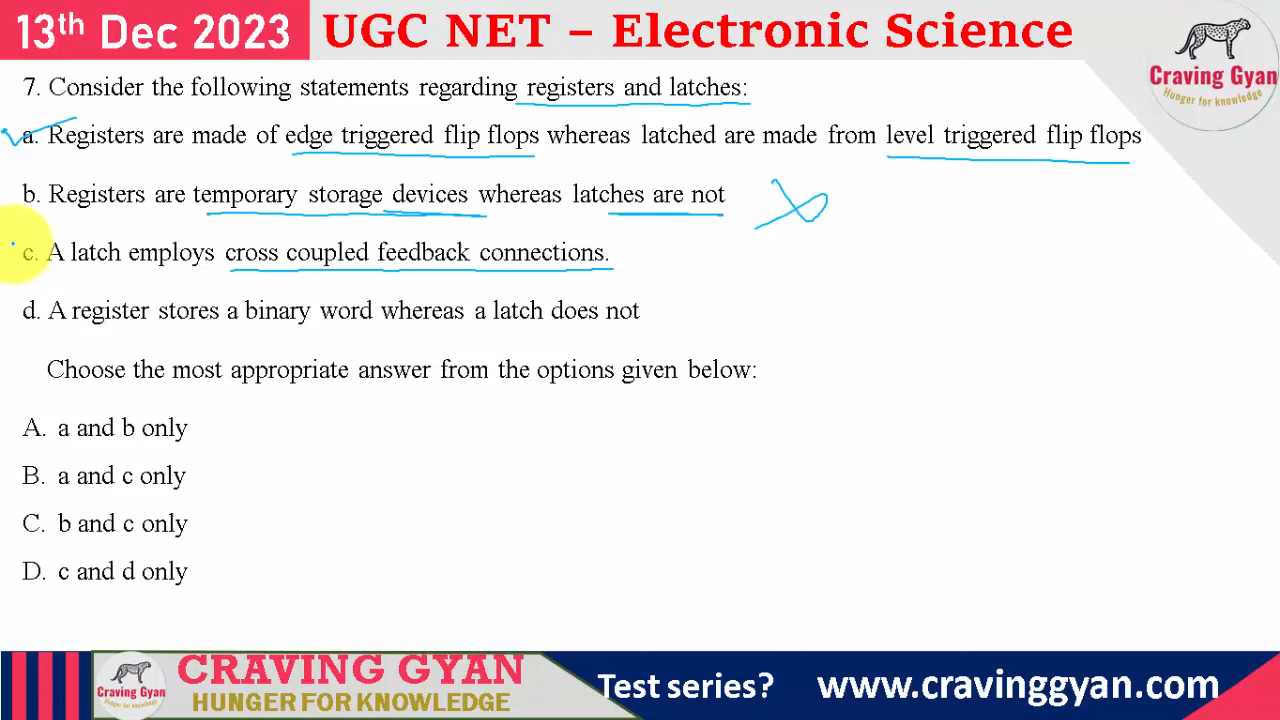 13th Dec 2023 UGC NET – Electronic Science
Craving Gyan
Hunger for knowledge
7. Consider the following statements regarding registers and latches:
a. Registers are made of edge triggered flip flops whereas latched are made from level triggered flip flops
b. Registers are temporary storage devices whereas latches are not
c. A latch employs cross coupled feedback connections.
d. A register stores a binary word whereas a latch does not
Choose the most appropriate answer from the options given below:
A. a and b only
B. a and c only
C. b and c only
D. c and d only
Craving Gyan
Hunger for knowledge
CRAVING GYAN
HUNGER FOR KNOWLEDGE
Test series? www.cravinggyan.com